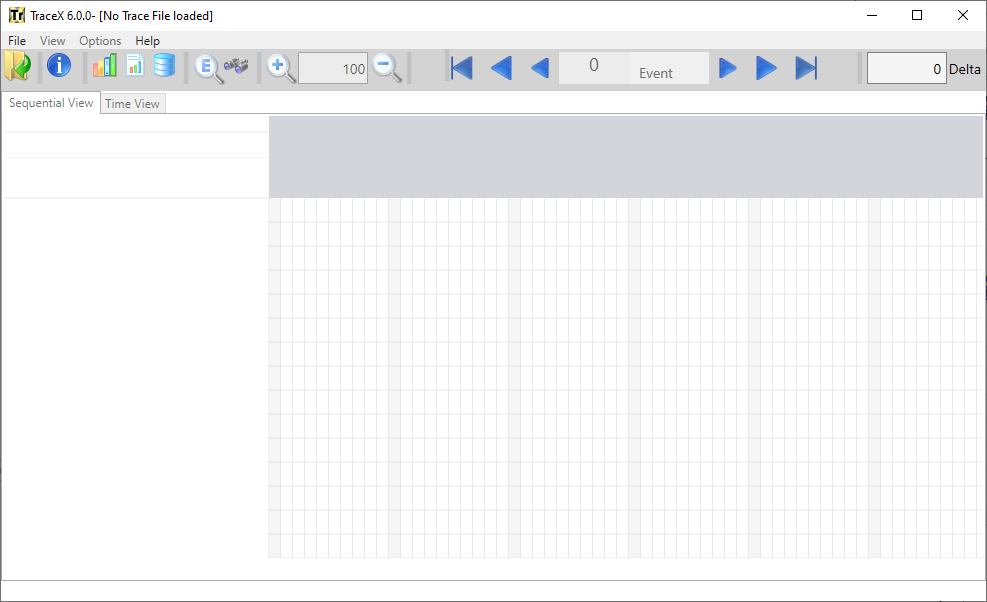 Tr TraceX 6.0.0- [No Trace File loaded]
File View Options Help
i E 100 0 Event 0 Delta
Sequential View Time View